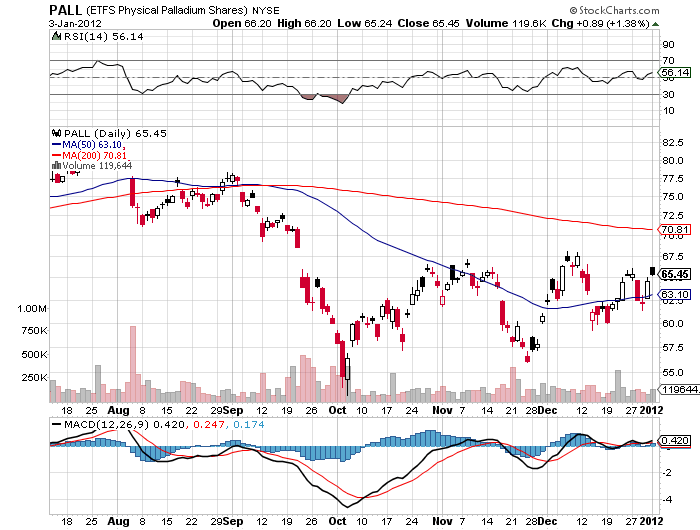 PALL (ETFS Physical Palladium Shares) NYSE © StockCharts.com
3-Jan-2012 Open 66.20 High 66.20 Low 65.24 Close 65.45 Volume 119.6K Chg +0.89 (+1.38%)
RSI(14) 56.14
90
70
56.14
50
30
10
PALL (Daily) 65.45
MA(50) 63.10
MA(200) 70.81
Volume 119,644
82.5
80.0
77.5
75.0
72.5
70.81
67.5
65.45
63.10
62.5
60.0
57.5
55.0
119644
1.00M
750K
500K
250K
18 25 Aug 8 15 22 29 Sep 12 19 26 Oct 10 17 24 Nov 7 14 21 28 Dec 12 19 27 2012
MACD(12,26,9) 0.420, 0.247, 0.174
0.420
-2
-4
18 25 Aug 8 15 22 29 Sep 12 19 26 Oct 10 17 24 Nov 7 14 21 28 Dec 12 19 27 2012